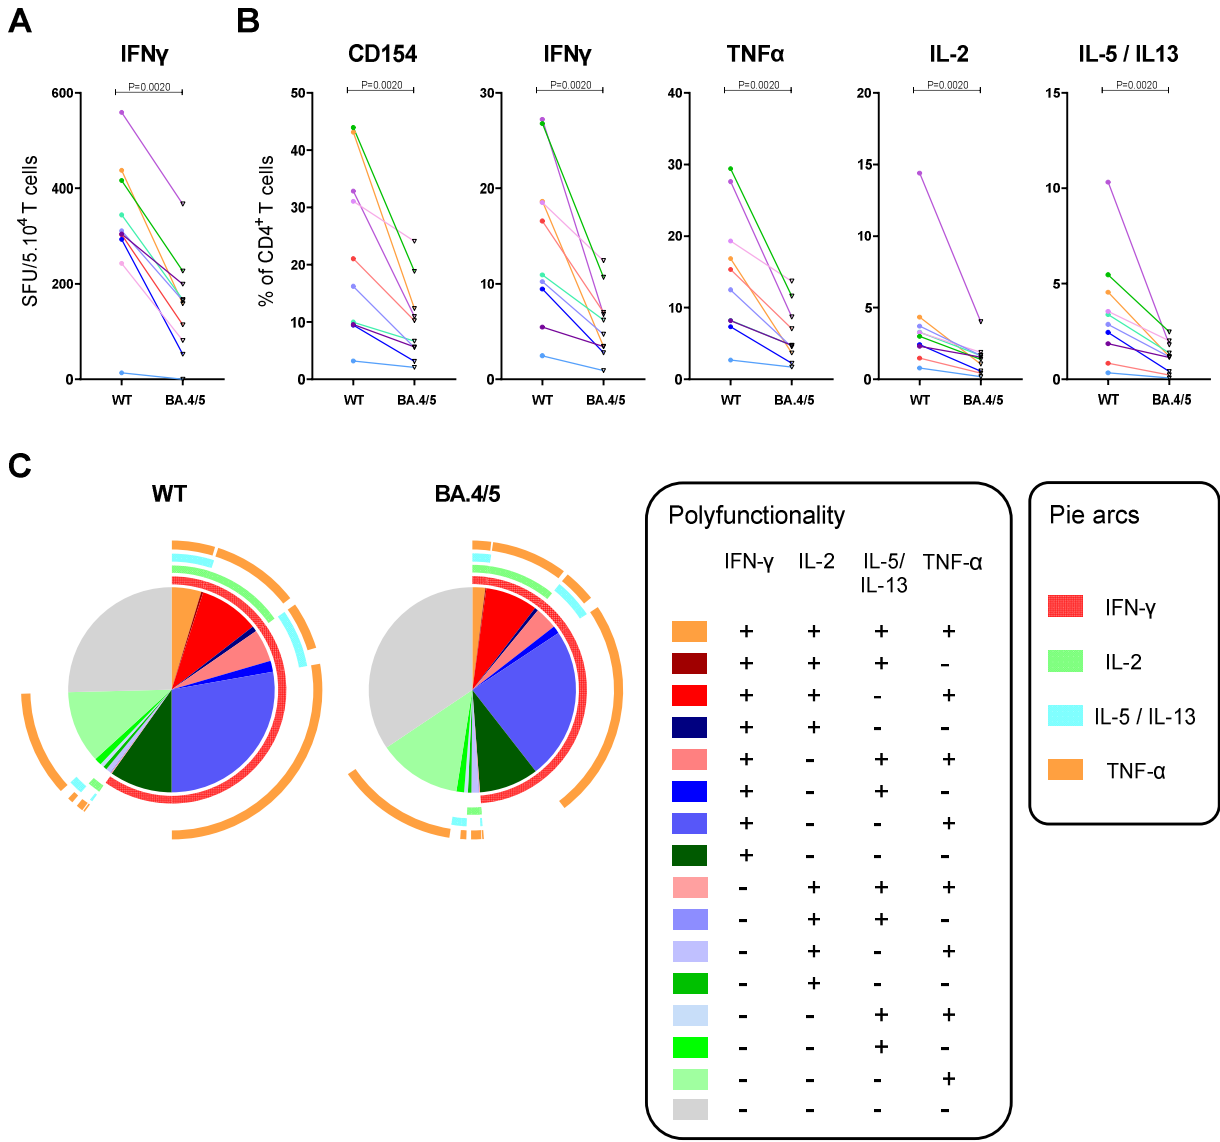 A
B
IFNγ
CD154
IFNγ
TNFα
IL-2
IL-5 / IL13
P=0.0020
P=0.0020
P=0.0020
P=0.0020
P=0.0020
P=0.0020
SFU/5.10⁴ T cells
600
400
200
0
WT
BA.4/5
% of CD4⁺ T cells
50
40
30
20
10
0
WT
BA.4/5
30
20
10
0
WT
BA.4/5
40
30
20
10
0
WT
BA.4/5
20
15
10
5
0
WT
BA.4/5
15
10
5
0
WT
BA.4/5
C
WT
BA.4/5
Polyfunctionality
IFN-γ IL-2 IL-5/ TNF-α
IL-13
+ + + +
+ + + -
+ + - +
+ + - -
+ - + +
+ - + -
+ - - +
+ - - -
- + + +
- + + -
- + - +
- + - -
- - + +
- - + -
- - - +
- - - -
Pie arcs
IFN-γ
IL-2
IL-5 / IL-13
TNF-α